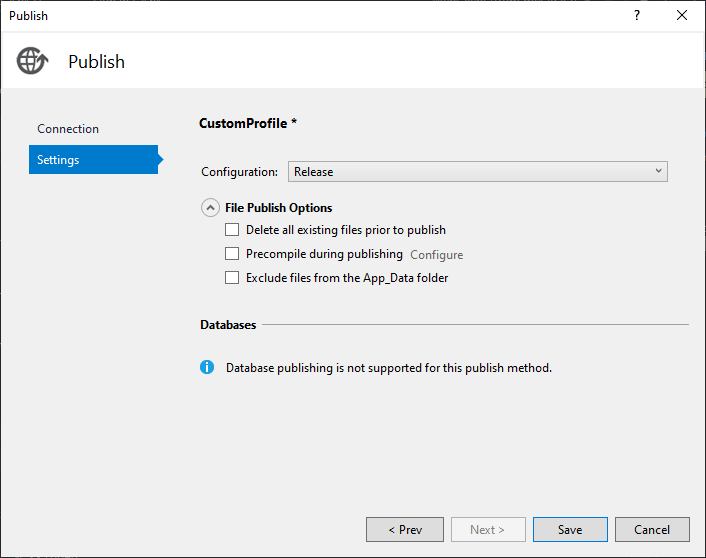 Publish
?
Publish
Connection
Settings
CustomProfile *
Configuration: Release
File Publish Options
Delete all existing files prior to publish
Precompile during publishing Configure
Exclude files from the App_Data folder
Databases
Database publishing is not supported for this publish method.
< Prev Next > Save Cancel